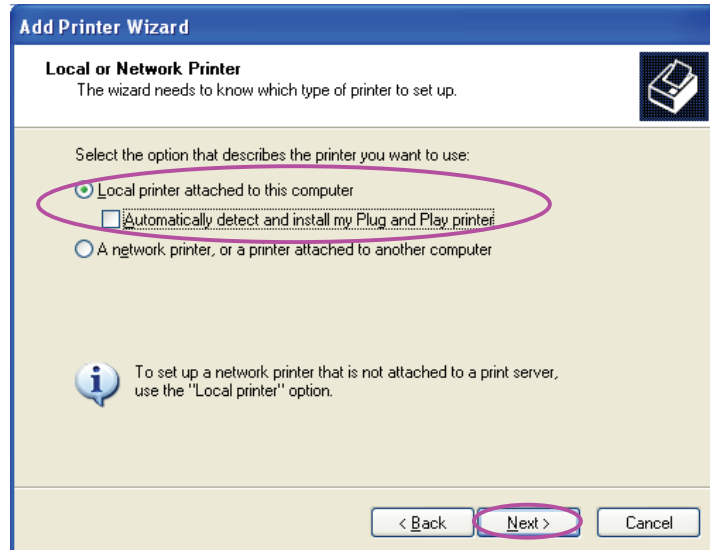 Add Printer Wizard
Local or Network Printer
The wizard needs to know which type of printer to set up.
Select the option that describes the printer you want to use:
Local printer attached to this computer
Automatically detect and install my Plug and Play printer
A network printer, or a printer attached to another computer
To set up a network printer that is not attached to a print server,
use the "Local printer" option.
< Back Next > Cancel